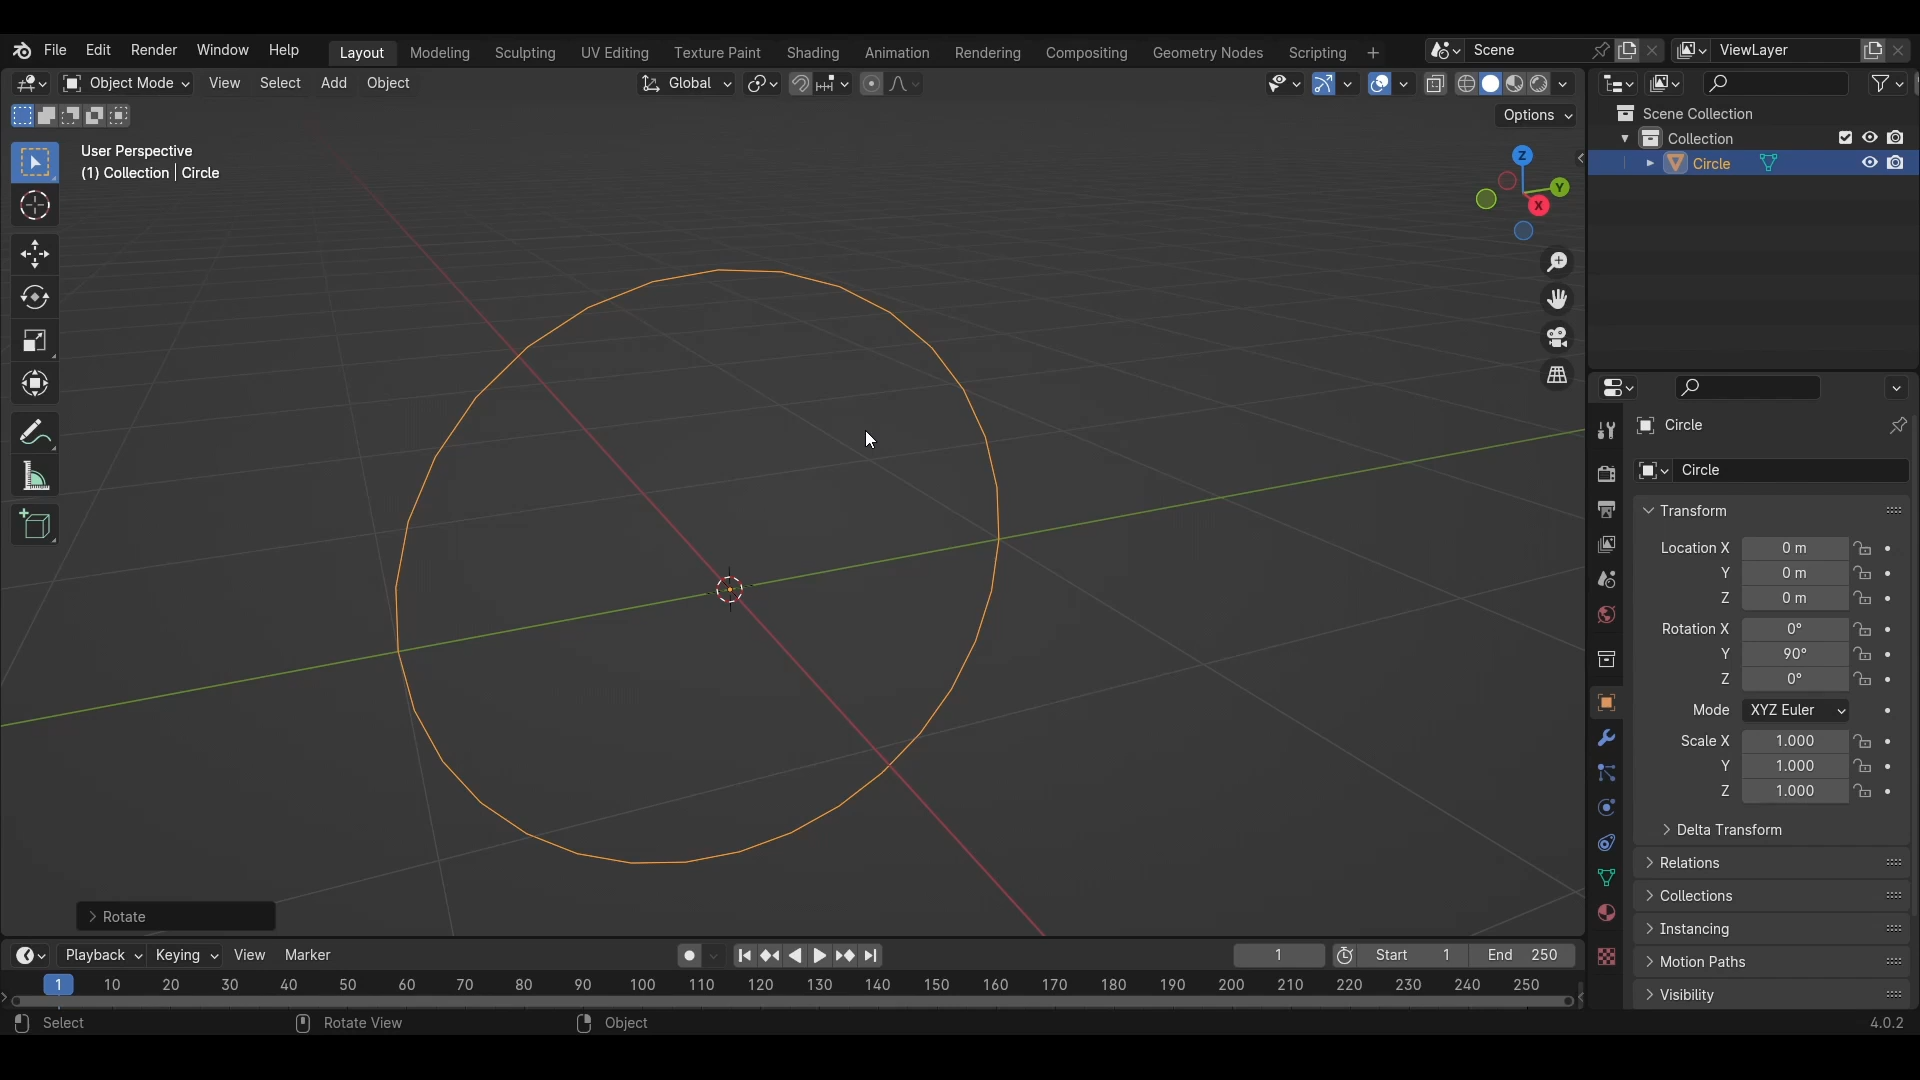 File Edit Render Window Help Layout Modeling Sculpting UV Editing Texture Paint Shading Animation Rendering Compositing Geometry Nodes Scripting + Scene ViewLayer
Object Mode View Select Add Object Global
Options
User Perspective
(1) Collection | Circle
Z
Y
X
Scene Collection
Collection
Circle
Circle
Circle
Transform
Location X 0 m
Y 0 m
Z 0 m
Rotation X 0°
Y 90°
Z 0°
Mode XYZ Euler
Scale X 1.000
Y 1.000
Z 1.000
Delta Transform
Relations
Collections
Instancing
Motion Paths
Visibility
Rotate
Playback Keying View Marker 1 Start 1 End 250
1 10 20 30 40 50 60 70 80 90 100 110 120 130 140 150 160 170 180 190 200 210 220 230 240 250
Select Rotate View Object 4.0.2